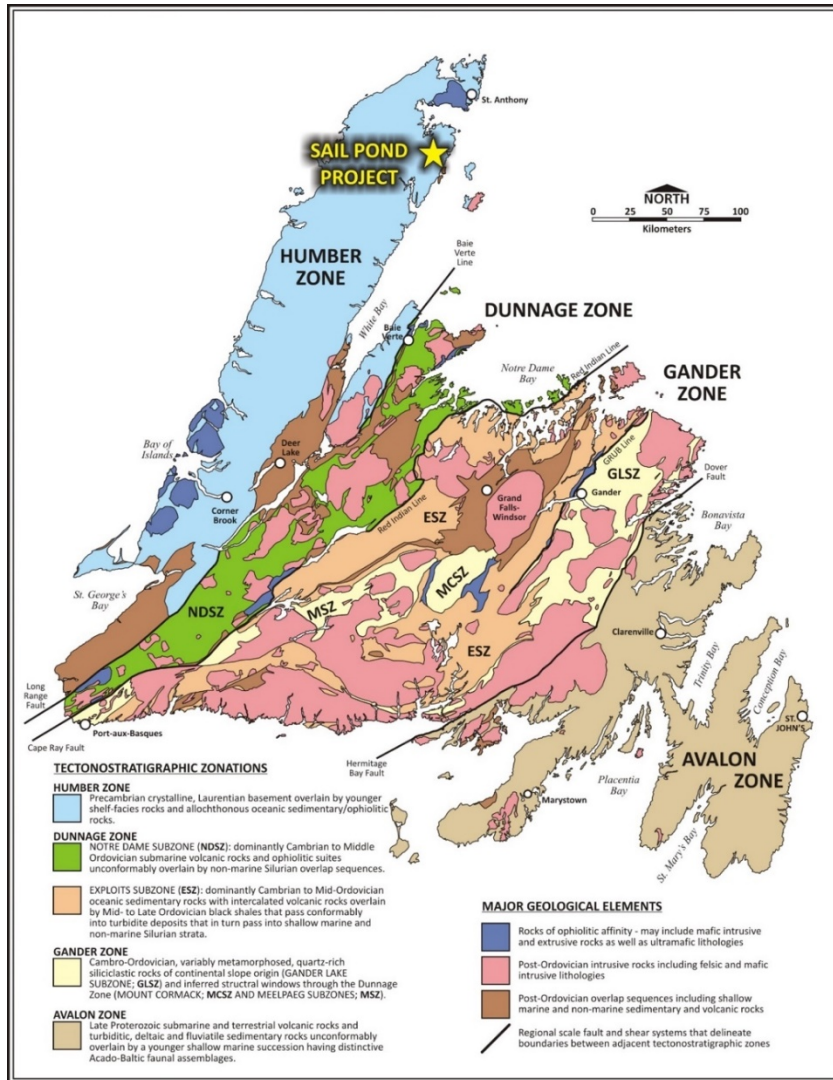 St. Anthony
SAIL POND
PROJECT
NORTH
0 25 50 75 100
Kilometers
HUMBER
ZONE
Baie
Verte
Line
White Bay
DUNNAGE ZONE
Baie
Verte
Notre Dame
Bay
Red Indian Line
GANDER
ZONE
Bay of
Islands
Deer
Lake
GRUB Line
GLSZ
Dover
Fault
Corner
Brook
Grand
Falls-
Windsor
Gander
Red Indian Line
ESZ
Bonavista
Bay
St. George's
Bay
NDSZ
MSZ
MCSZ
ESZ
Clarenville
Trinity Bay
Conception Bay
Long
Range
Fault
Port-aux-Basques
Cape Ray Fault
Hermitage
Bay Fault
ST.
JOHN'S
AVALON
ZONE
Placentia
Bay
Marystown
St. Mary's Bay
TECTONOSTRATIGRAPHIC ZONATIONS
HUMBER ZONE
Precambrian crystalline, Laurentian basement overlain by younger
shelf-facies rocks and allochthonous oceanic sedimentary/ophiolitic
rocks.
DUNNAGE ZONE
NOTRE DAME SUBZONE (NDSZ): dominantly Cambrian to Middle
Ordovician submarine volcanic rocks and ophiolitic suites
unconformably overlain by non-marine Silurian overlap sequences.
EXPLOITS SUBZONE (ESZ): dominantly Cambrian to Mid-Ordovician
oceanic sedimentary rocks with intercalated volcanic rocks overlain
by Mid- to Late Ordovician black shales that pass conformably
into turbidite deposits that in turn pass into shallow marine and
non-marine Silurian strata.
GANDER ZONE
Cambro-Ordovician, variably metamorphosed, quartz-rich
siliciclastic rocks of continental slope origin (GANDER LAKE
SUBZONE; GLSZ) and inferred structral windows through the Dunnage
Zone (MOUNT CORMACK; MCSZ AND MEELPAEG SUBZONES; MSZ).
AVALON ZONE
Late Proterozoic submarine and terrestrial volcanic rocks and
turbiditic, deltaic and fluviatile sedimentary rocks unconformably
overlain by a younger shallow marine succession having distinctive
Acado-Baltic faunal assemblages.
MAJOR GEOLOGICAL ELEMENTS
Rocks of ophiolitic affinity - may include mafic intrusive
and extrusive rocks as well as ultramafic lithologies
Post-Ordovician intrusive rocks including felsic and mafic
intrusive lithologies
Post-Ordovician overlap sequences including shallow
marine and non-marine sedimentary and volcanic rocks
Regional scale fault and shear systems that delineate
boundaries between adjacent tectonostratigraphic zones